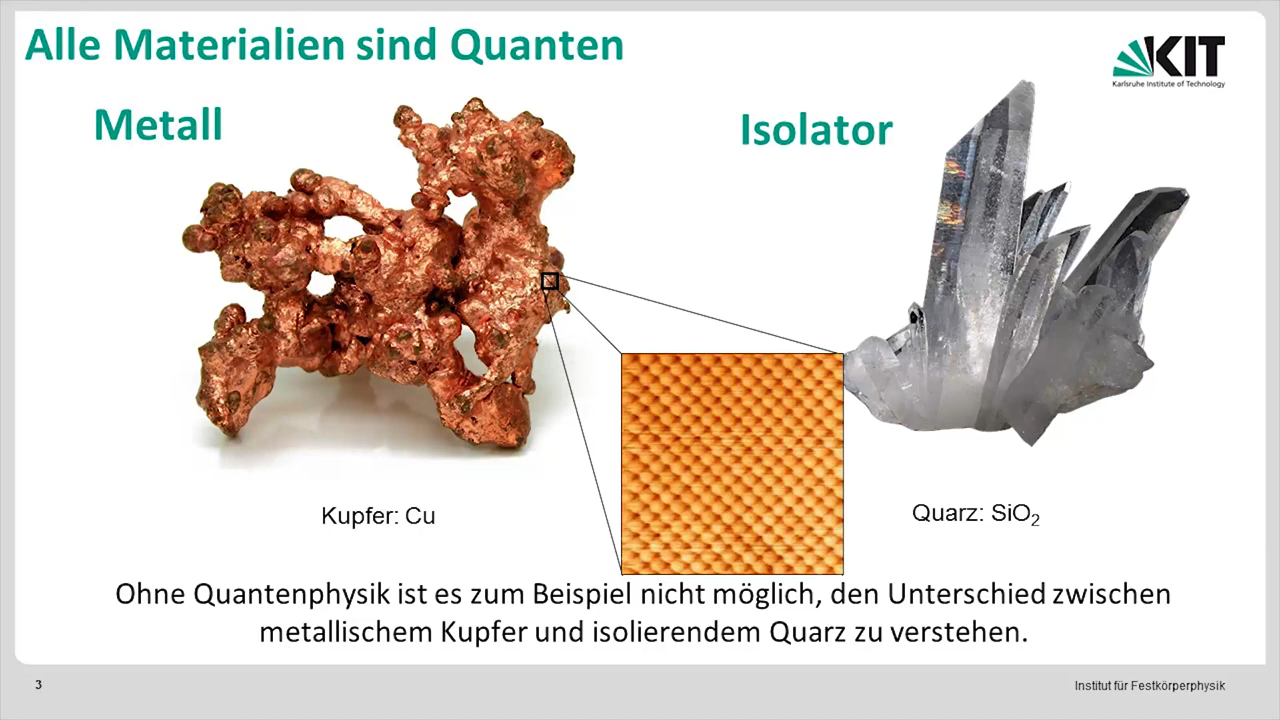 Alle Materialien sind Quanten
KIT
Karlsruhe Institute of Technology
Metall
Isolator
Kupfer: Cu
Quarz: SiO₂
Ohne Quantenphysik ist es zum Beispiel nicht möglich, den Unterschied zwischen
metallischem Kupfer und isolierendem Quarz zu verstehen.
3
Institut für Festkörperphysik